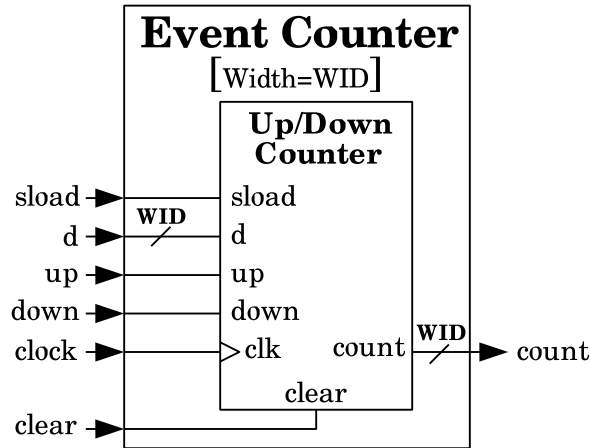 Event Counter
[Width=WID]
Up/Down
Counter
sload
sload
WID
d
d
up
up
down
down
clock
clk
count
WID
count
clear
clear